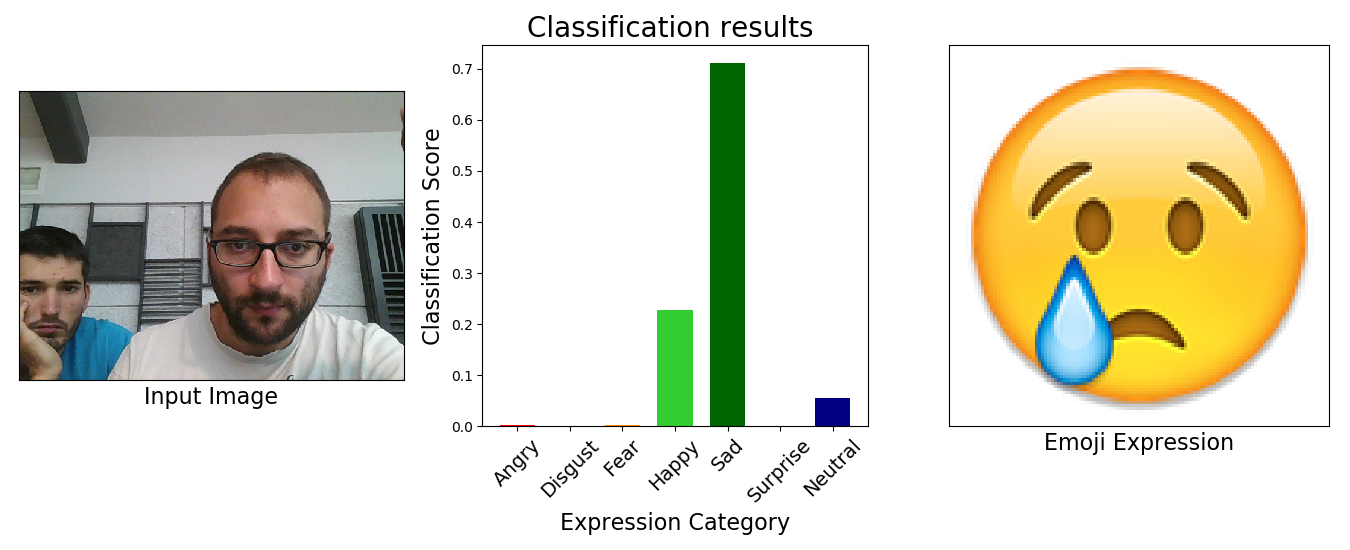 Classification results
Classification Score
0.7
0.6
0.5
0.4
0.3
0.2
0.1
0.0
Angry
Disgust
Fear
Happy
Sad
Surprise
Neutral
Expression Category
Input Image
Emoji Expression